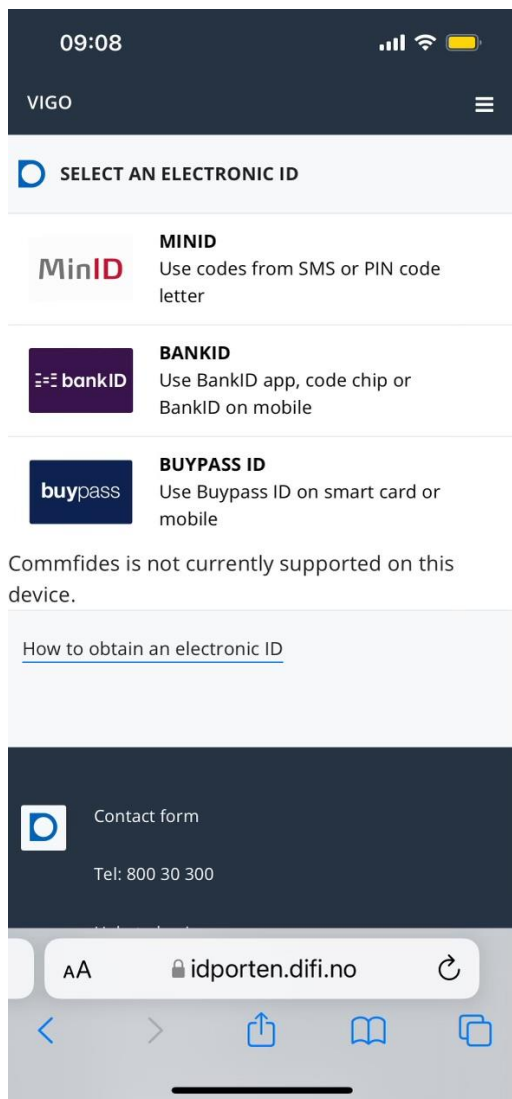 09:08
VIGO
SELECT AN ELECTRONIC ID
MinID
MINID
Use codes from SMS or PIN code
letter
bankID
BANKID
Use BankID app, code chip or
BankID on mobile
buypass
BUYPASS ID
Use Buypass ID on smart card or
mobile
Commfides is not currently supported on this
device.
How to obtain an electronic ID
Contact form
Tel: 800 30 300
AA
idporten.difi.no